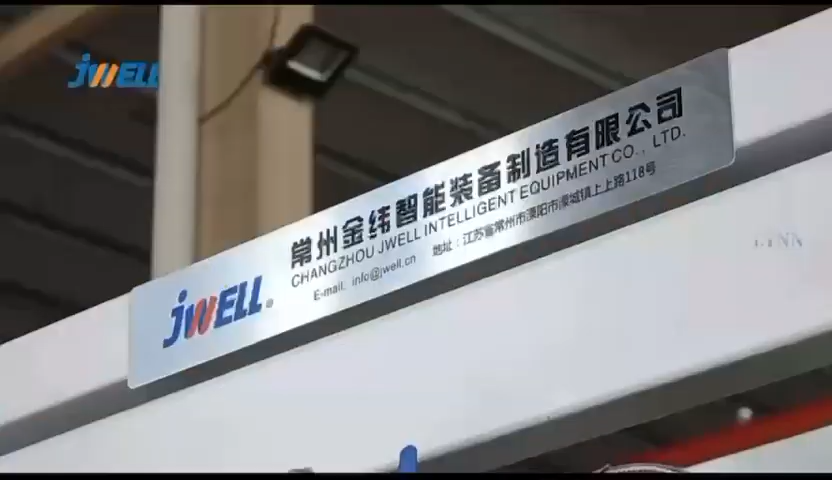 JWELL
常州金纬智能装备制造有限公司
CHANGZHOU JWELL INTELLIGENT EQUIPMENT CO., LTD.
E-mail: info@jwell.cn 地址:江苏省常州市溧阳市溧城镇上上路118号
JWELL®